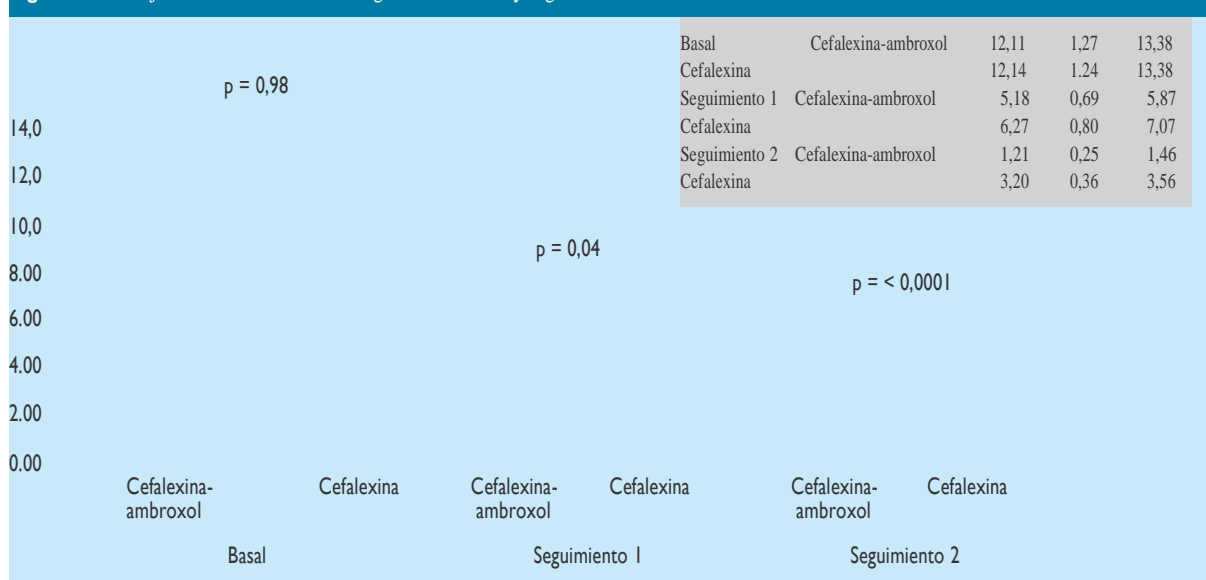 Basal Cefalexina-ambroxol 12,11 1,27 13,38
Cefalexina 12,14 1.24 13,38
Seguimiento 1 Cefalexina-ambroxol 5,18 0,69 5,87
Cefalexina 6,27 0,80 7,07
Seguimiento 2 Cefalexina-ambroxol 1,21 0,25 1,46
Cefalexina 3,20 0,36 3,56
p = 0,98
p = 0,04
p = < 0,0001
14,0
12,0
10,0
8.00
6.00
4.00
2.00
0.00
Cefalexina-
ambroxol
Cefalexina
Cefalexina-
ambroxol
Cefalexina
Cefalexina-
ambroxol
Cefalexina
Basal
Seguimiento 1
Seguimiento 2